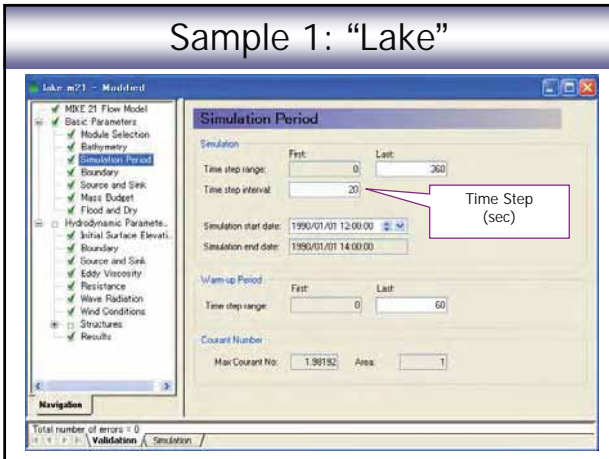 Sample 1: “Lake”
lake.m21 - Modified
MIKE 21 Flow Model
Basic Parameters
Module Selection
Bathymetry
Simulation Period
Boundary
Source and Sink
Mass Budget
Flood and Dry
Hydrodynamic Paramete..
Initial Surface Elevati..
Boundary
Source and Sink
Eddy Viscosity
Resistance
Wave Radiation
Wind Conditions
Structures
Results
Navigation
Simulation Period
Simulation
First: Last:
Time step range: 0 360
Time step interval: 20
Time Step
(sec)
Simulation start date: 1990/01/01 12:00:00
Simulation end date: 1990/01/01 14:00:00
Warm-up Period
First: Last:
Time step range: 0 60
Courant Number
Max Courant No: 1.98192 Area: 1
Total number of errors = 0
Validation Simulation